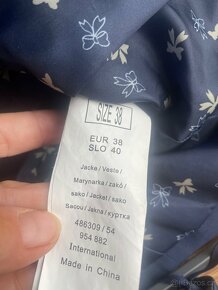 SIZE 38
EUR 38
SLO 40
Jacke/Veste/
Marynarka/zakó/
sako/Jacket/sako
Sacou/Jakna/куртка
486309/54
954 882
International
Made in China